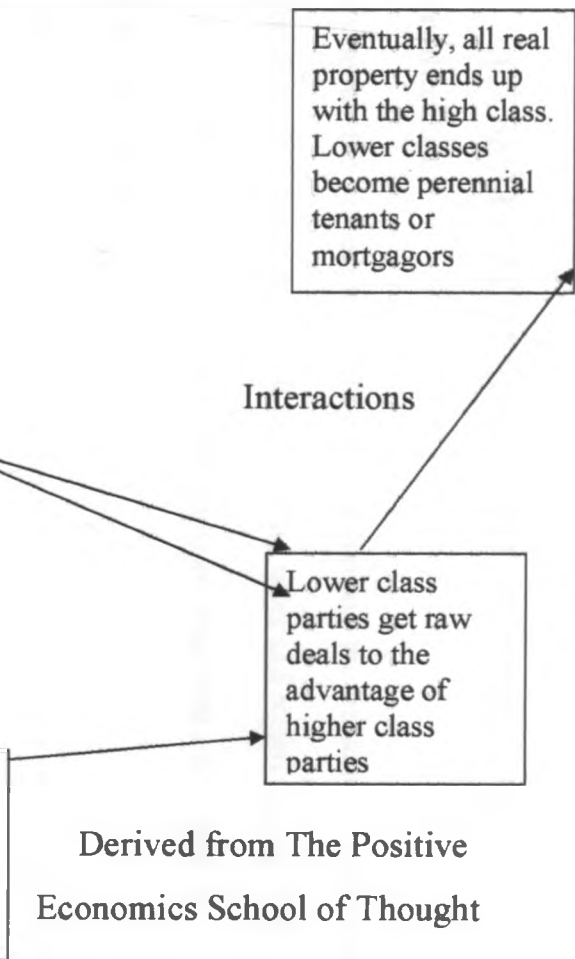 Eventually, all real
property ends up
with the high class.
Lower classes
become perennial
tenants or
mortgagors
Interactions
Lower class
parties get raw
deals to the
advantage of
higher class
parties
Derived from The Positive
Economics School of Thought